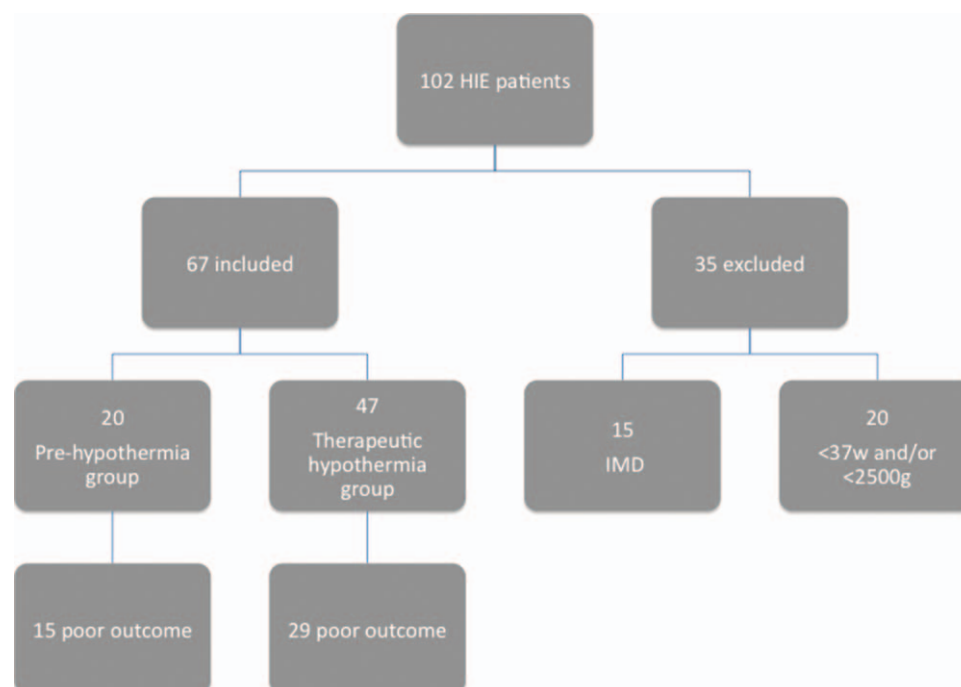 102 HIE patients
67 included
35 excluded
20
Pre-hypothermia
group
47
Therapeutic
hypothermia
group
15
IMD
20
<37w and/or
<2500g
15 poor outcome
29 poor outcome